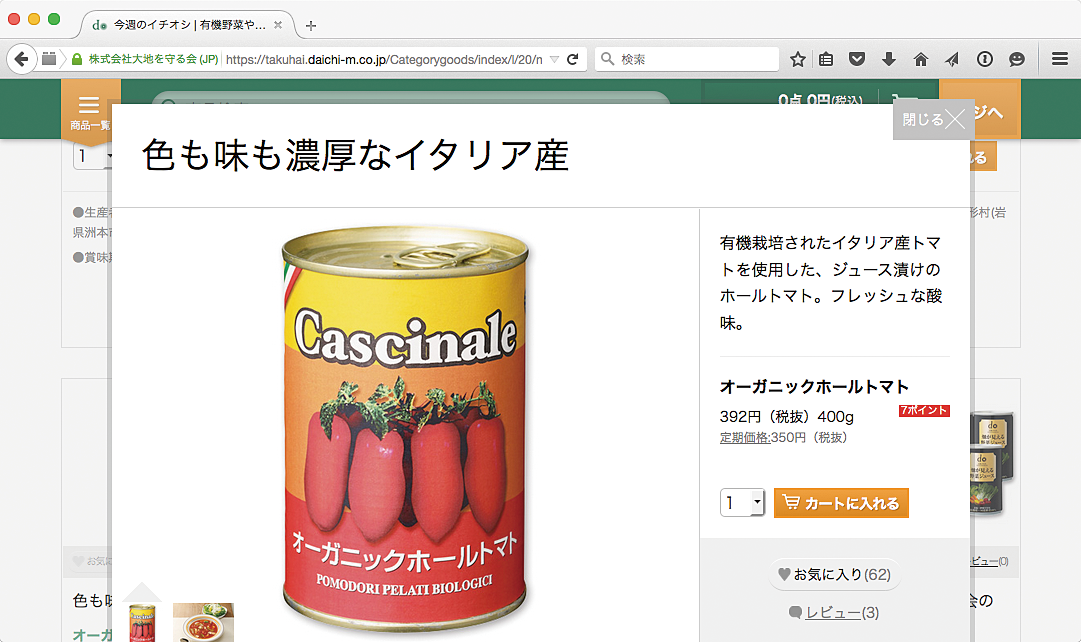 do 今週のイチオシ | 有機野菜や...
株式会社大地を守る会 (JP)
https://takuhai.daichi-m.co.jp/Categorygoods/index/l/20/n
検索
商品一覧
0点 0円(税込)
ジへ
閉じる
色も味も濃厚なイタリア産
1
れる
●生産
形村(岩
県洲本市
●賞味
Cascinale
オーガニックホールトマト
POMODORI PELATI BIOLOGICI
有機栽培されたイタリア産トマ
トを使用した、ジュース漬けの
ホールトマト。フレッシュな酸
味。
オーガニックホールトマト
392円（税抜）400g
7ポイント
定期価格:350円（税抜）
1
カートに入れる
お気に入り(62)
レビュー(3)
お気に
ビュー(0)
色も味
会の
オーガ
Cascinale
do
do